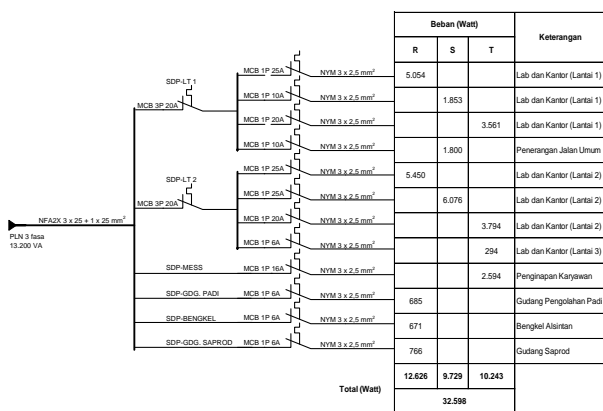 Beban (Watt)
Keterangan
R S T
MCB 1P 25A NYM 3 x 2,5 mm² 5.054 Lab dan Kantor (Lantai 1)
SDP-LT 1
MCB 1P 10A NYM 3 x 2,5 mm² 1.853 Lab dan Kantor (Lantai 1)
MCB 3P 20A
MCB 1P 20A NYM 3 x 2,5 mm² 3.561 Lab dan Kantor (Lantai 1)
MCB 1P 10A NYM 3 x 2,5 mm² 1.800 Penerangan Jalan Umum
MCB 1P 25A NYM 3 x 2,5 mm² 5.450 Lab dan Kantor (Lantai 2)
SDP-LT 2
MCB 1P 25A NYM 3 x 2,5 mm² 6.076 Lab dan Kantor (Lantai 2)
MCB 3P 20A
MCB 1P 20A NYM 3 x 2,5 mm² 3.794 Lab dan Kantor (Lantai 2)
NFA2X 3 x 25 + 1 x 25 mm²
PLN 3 fasa
13.200 VA
MCB 1P 6A NYM 3 x 2,5 mm² 294 Lab dan Kantor (Lantai 3)
SDP-MESS MCB 1P 16A NYM 3 x 2,5 mm² 2.594 Penginapan Karyawan
SDP-GDG. PADI MCB 1P 6A NYM 3 x 2,5 mm² 685 Gudang Pengolahan Padi
SDP-BENGKEL MCB 1P 6A NYM 3 x 2,5 mm² 671 Bengkel Alsintan
SDP-GDG. SAPROD MCB 1P 6A NYM 3 x 2,5 mm² 766 Gudang Saprod
Total (Watt) 12.626 9.729 10.243
32.598